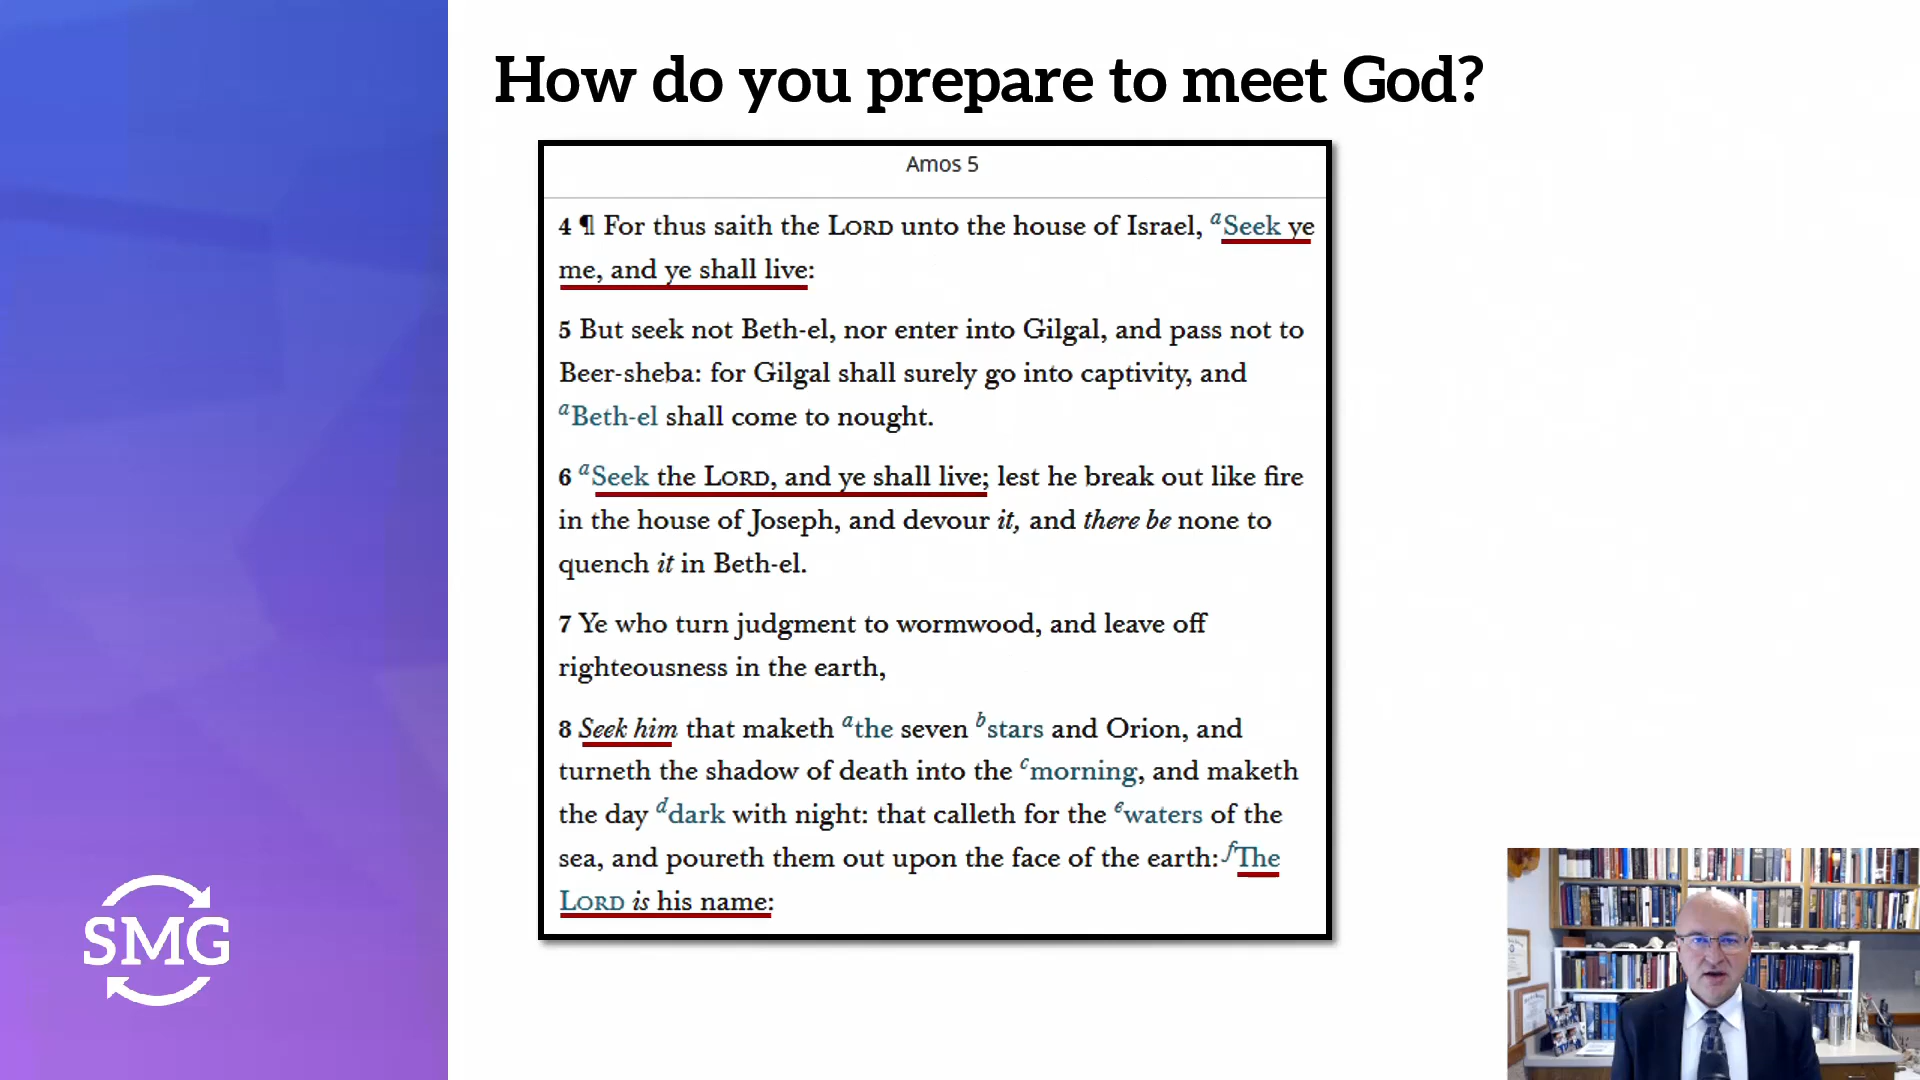 How do you prepare to meet God?
Amos 5
4 ¶ For thus saith the LORD unto the house of Israel, aSeek ye
me, and ye shall live:
5 But seek not Beth-el, nor enter into Gilgal, and pass not to
Beer-sheba: for Gilgal shall surely go into captivity, and
aBeth-el shall come to nought.
6 aSeek the LORD, and ye shall live; lest he break out like fire
in the house of Joseph, and devour it, and there be none to
quench it in Beth-el.
7 Ye who turn judgment to wormwood, and leave off
righteousness in the earth,
8 Seek him that maketh athe seven bstars and Orion, and
turneth the shadow of death into the cmorning, and maketh
the day ddark with night: that calleth for the ewaters of the
sea, and poureth them out upon the face of the earth: fThe
LORD is his name:
SMG